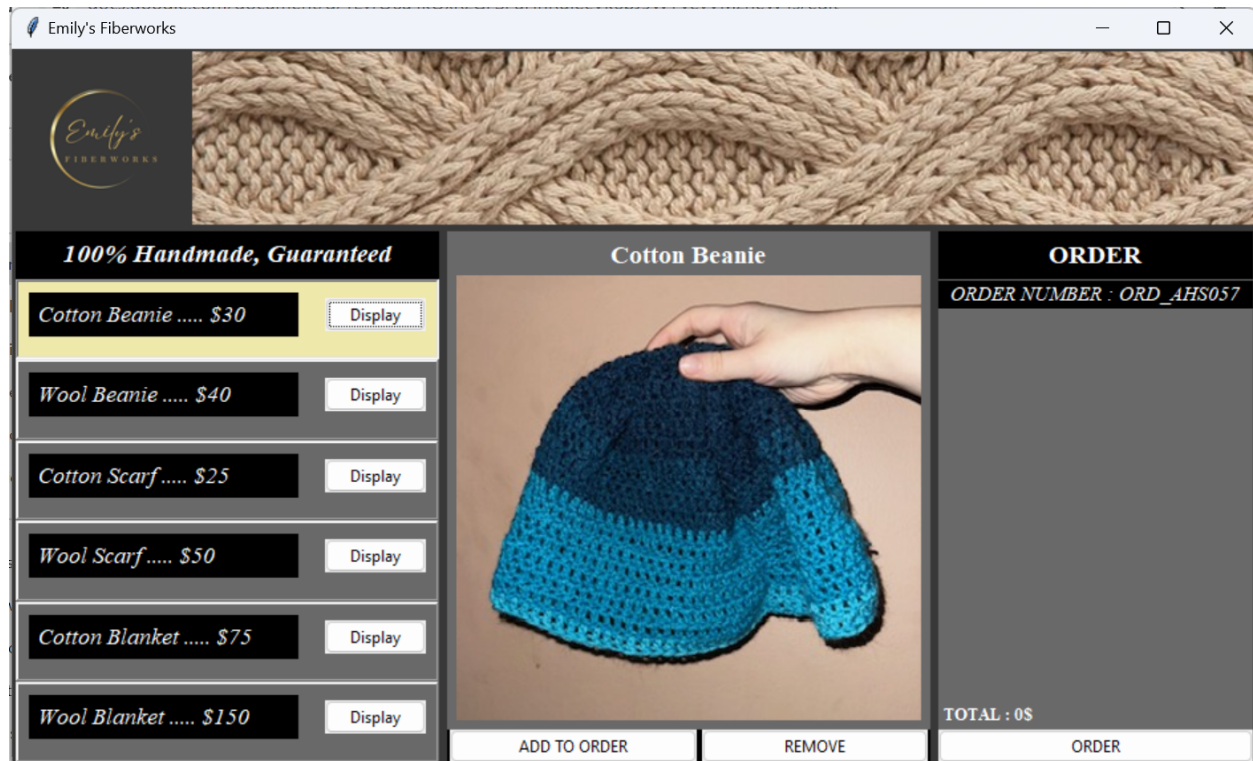 Emily's Fiberworks
Emily's
FIBERWORKS
100% Handmade, Guaranteed
Cotton Beanie ..... $30
Display
Wool Beanie ..... $40
Display
Cotton Scarf ..... $25
Display
Wool Scarf ..... $50
Display
Cotton Blanket ..... $75
Display
Wool Blanket ..... $150
Display
Cotton Beanie
ADD TO ORDER
REMOVE
ORDER
ORDER NUMBER : ORD_AHS057
TOTAL : 0$
ORDER